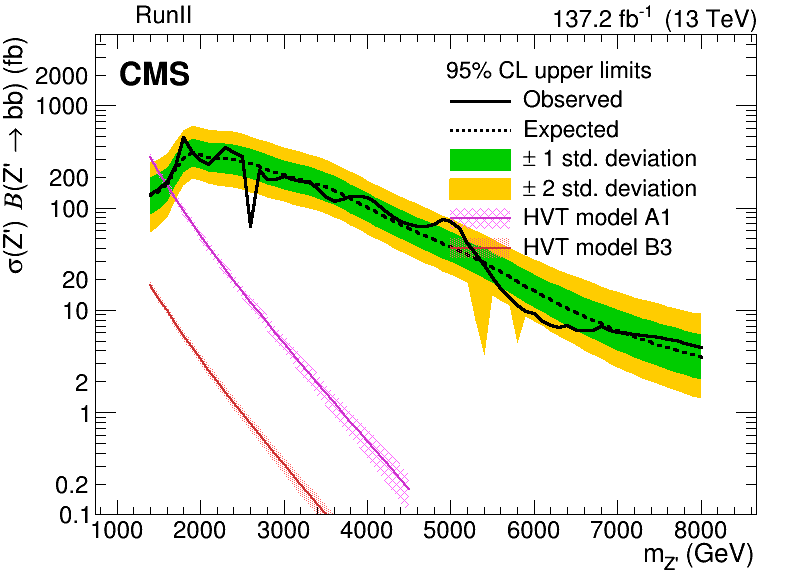 RunII
137.2 fb⁻¹ (13 TeV)
σ(Z') B(Z' → bb) (fb)
CMS
95% CL upper limits
Observed
Expected
± 1 std. deviation
± 2 std. deviation
HVT model A1
HVT model B3
2000
1000
200
100
20
10
2
1
0.2
0.1
1000 2000 3000 4000 5000 6000 7000 8000
m_Z' (GeV)